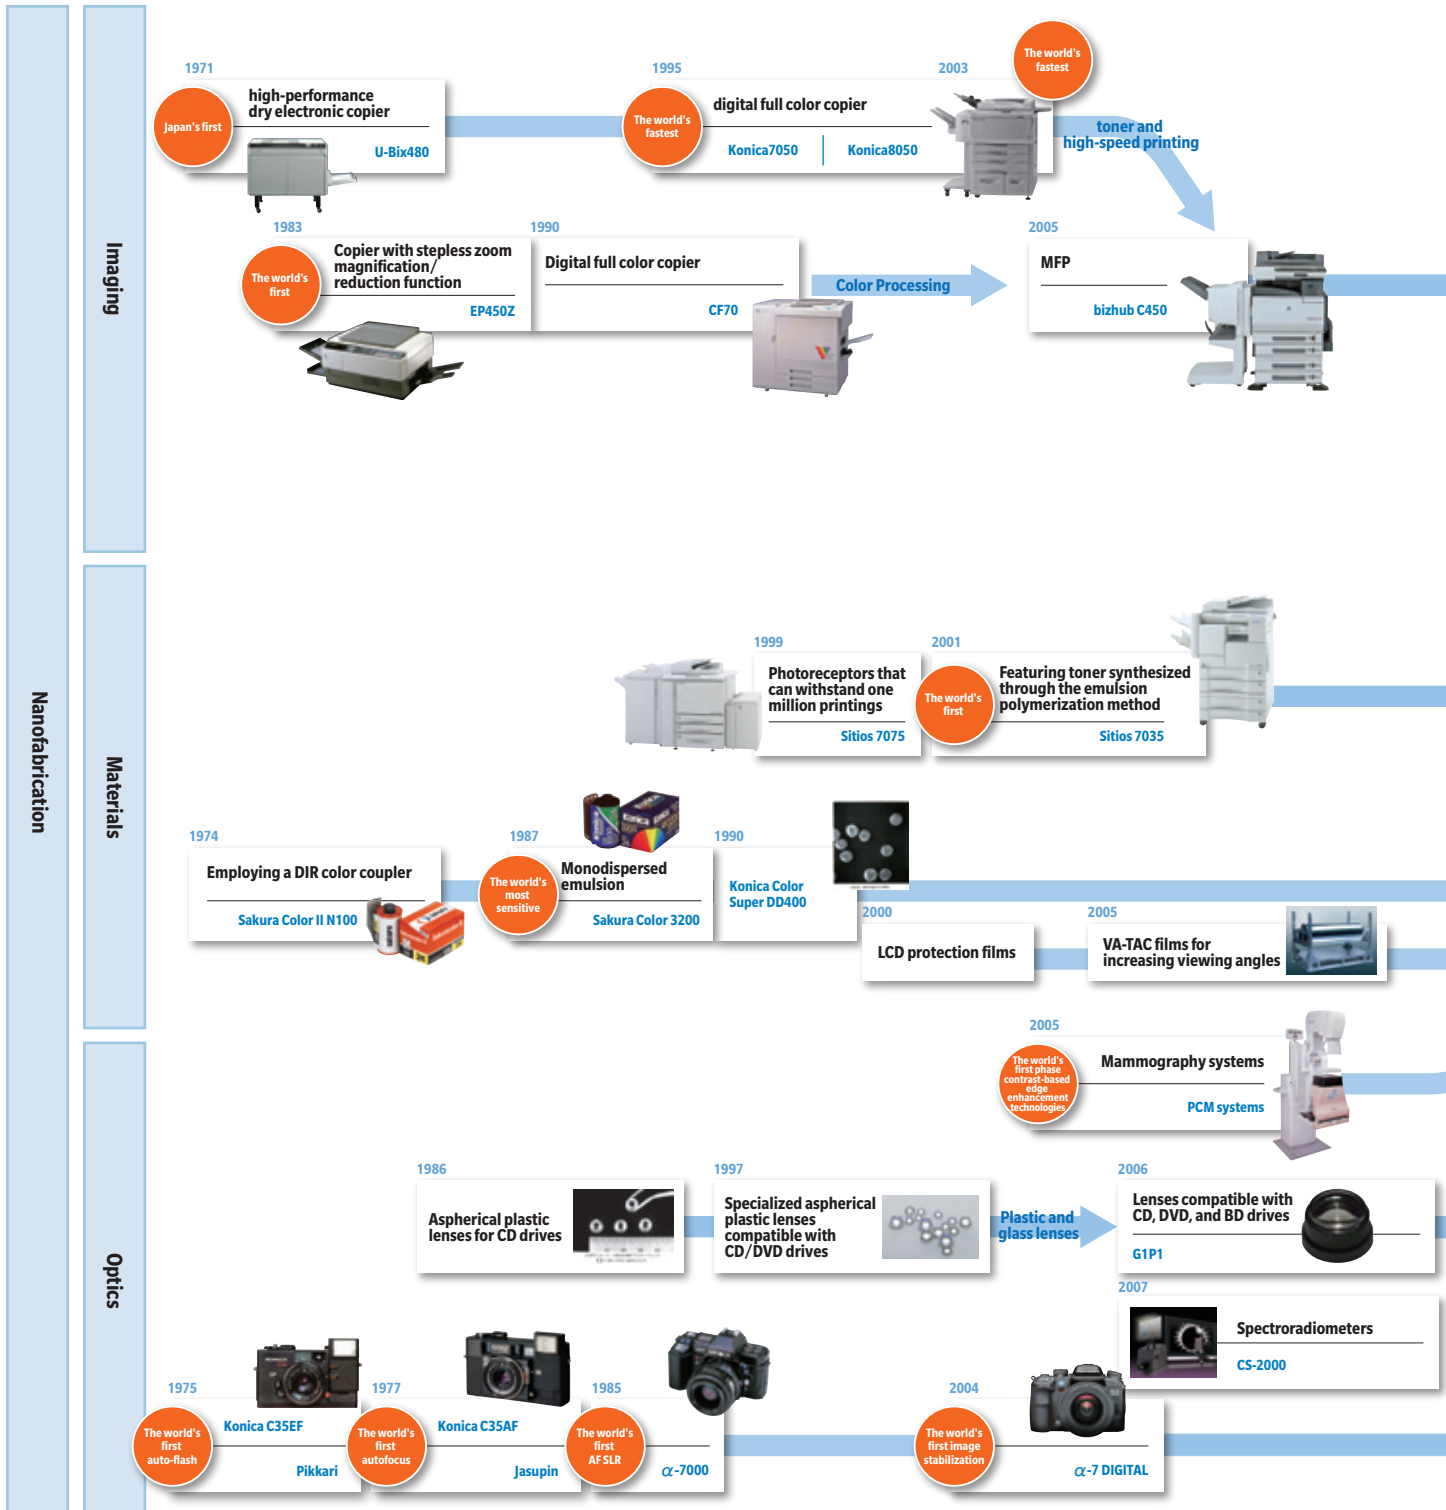 Nanofabrication
Imaging
1971
Japan's first
high-performance
dry electronic copier
U-Bix480
1995
The world's
fastest
digital full color copier
Konica7050
Konica8050
2003
The world's
fastest
toner and
high-speed printing
1983
The world's
first
Copier with stepless zoom
magnification/
reduction function
EP450Z
1990
Digital full color copier
CF70
Color Processing
2005
MFP
bizhub C450
Materials
1999
Photoreceptors that
can withstand one
million printings
Sitios 7075
2001
The world's
first
Featuring toner synthesized
through the emulsion
polymerization method
Sitios 7035
1974
Employing a DIR color coupler
Sakura Color II N100
1987
The world's
most
sensitive
Monodispersed
emulsion
Sakura Color 3200
1990
Konica Color
Super DD400
2000
LCD protection films
2005
VA-TAC films for
increasing viewing angles
Optics
2005
The world's
first phase
contrast-based
edge
enhancement
technologies
Mammography systems
PCM systems
1986
Aspherical plastic
lenses for CD drives
1997
Specialized aspherical
plastic lenses
compatible with
CD/DVD drives
Plastic and
glass lenses
2006
Lenses compatible with
CD, DVD, and BD drives
G1P1
2007
Spectroradiometers
CS-2000
1975
The world's
first
auto-flash
Konica C35EF
Pikkari
1977
The world's
first
autofocus
Konica C35AF
Jasupin
1985
The world's
first
AF SLR
α-7000
2004
The world's
first image
stabilization
α-7 DIGITAL